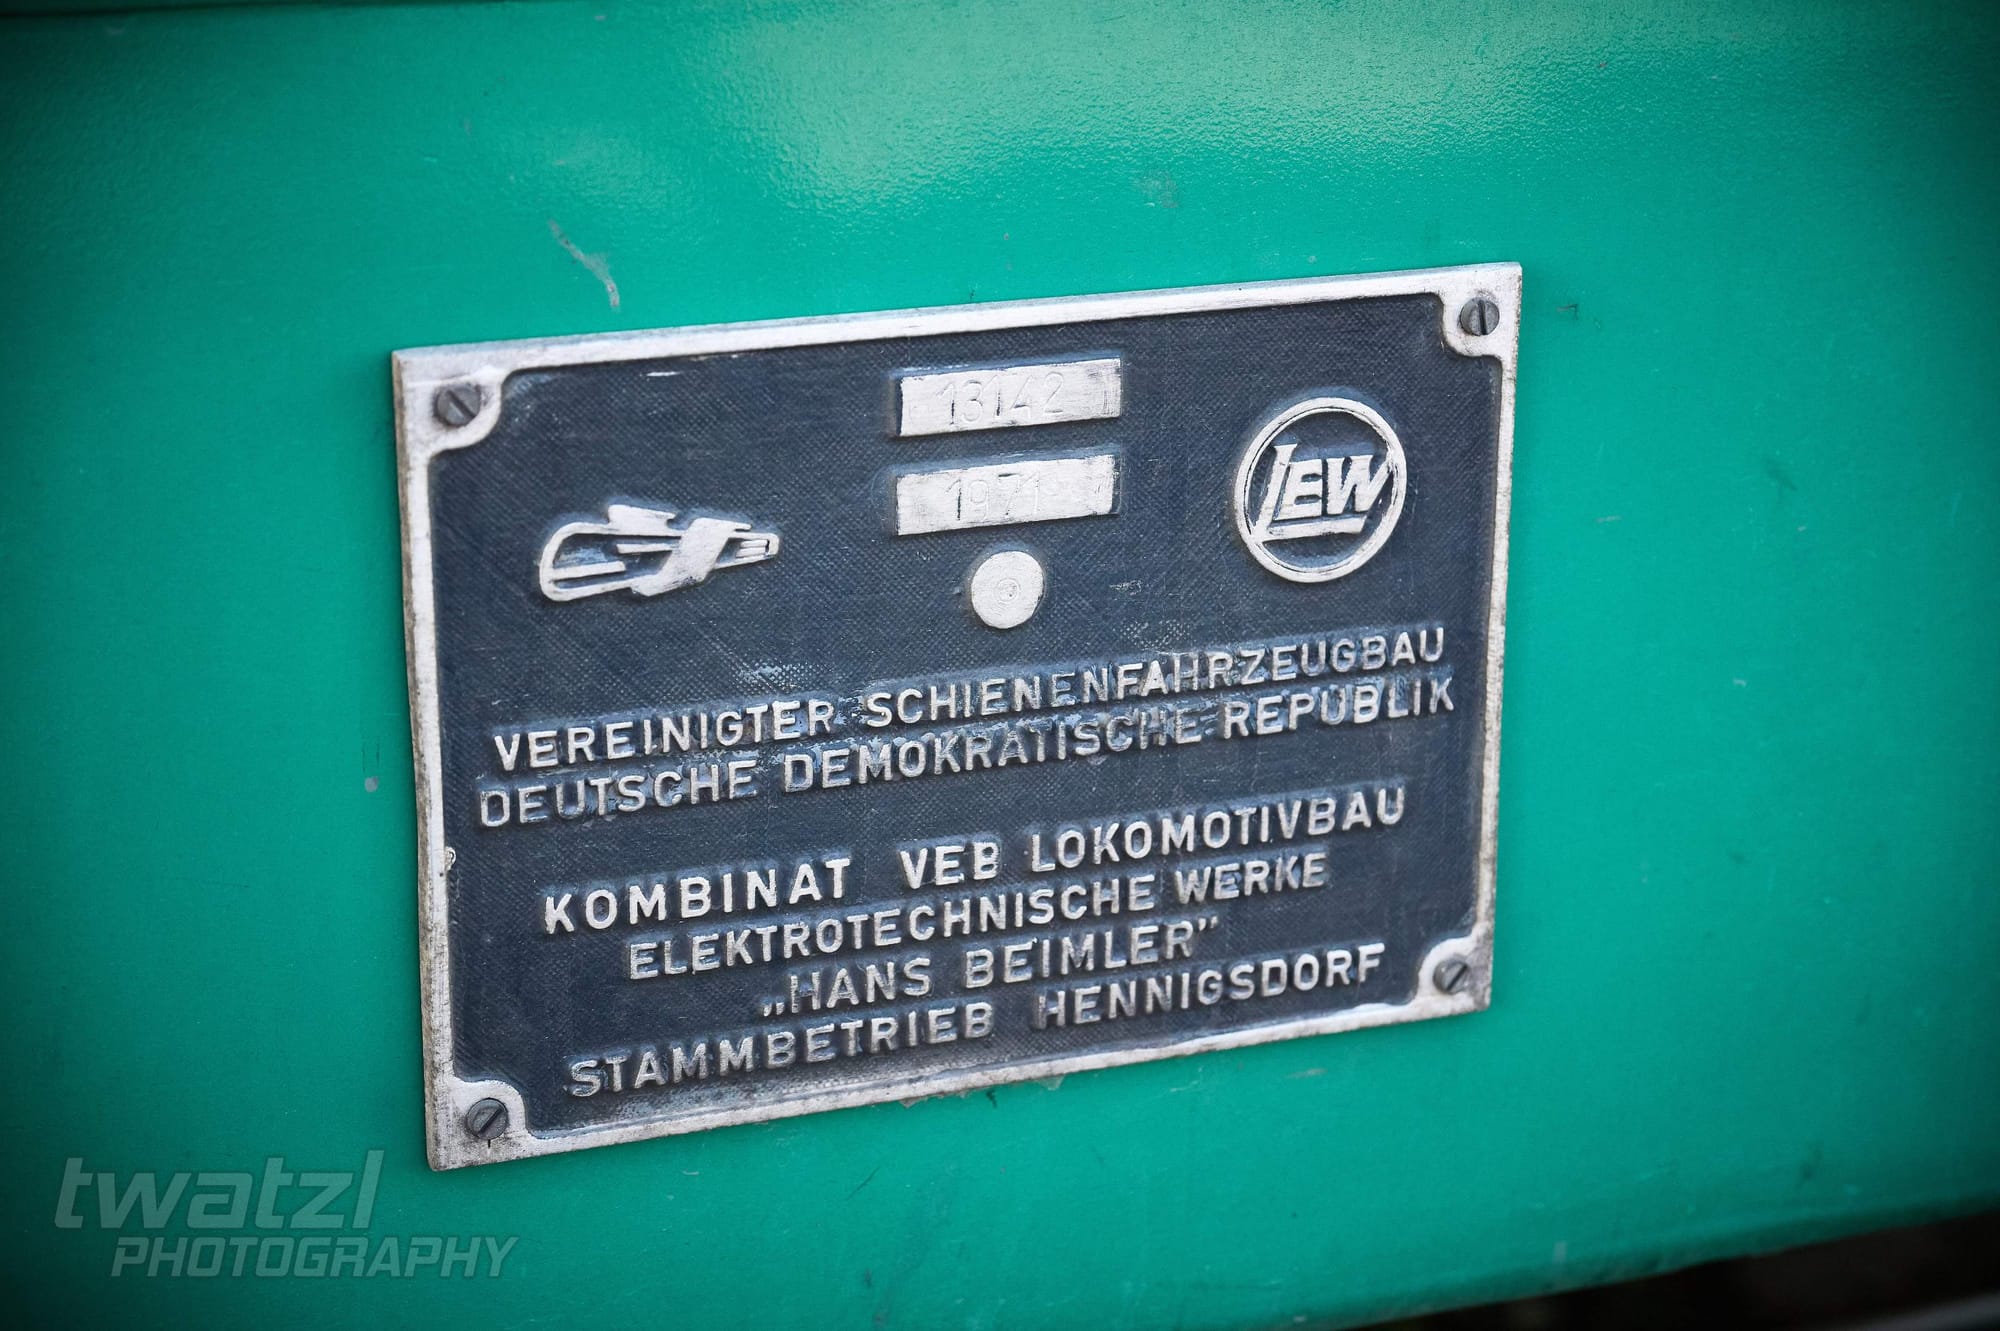 13142
1971
LEW
VEREINIGTER SCHIENENFAHRZEUGBAU
DEUTSCHE DEMOKRATISCHE REPUBLIK
KOMBINAT VEB LOKOMOTIVBAU
ELEKTROTECHNISCHE WERKE
„HANS BEIMLER”
STAMMBETRIEB HENNIGSDORF
twatzl
PHOTOGRAPHY